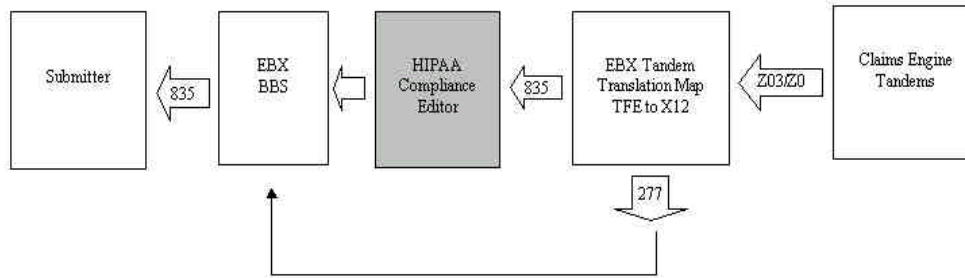 Submitter
835
EBX
BBS
HIPAA
Compliance
Editor
835
EBX Tandem
Translation Map
TFE to X12
Z03/Z0
Claims Engine
Tandems
277